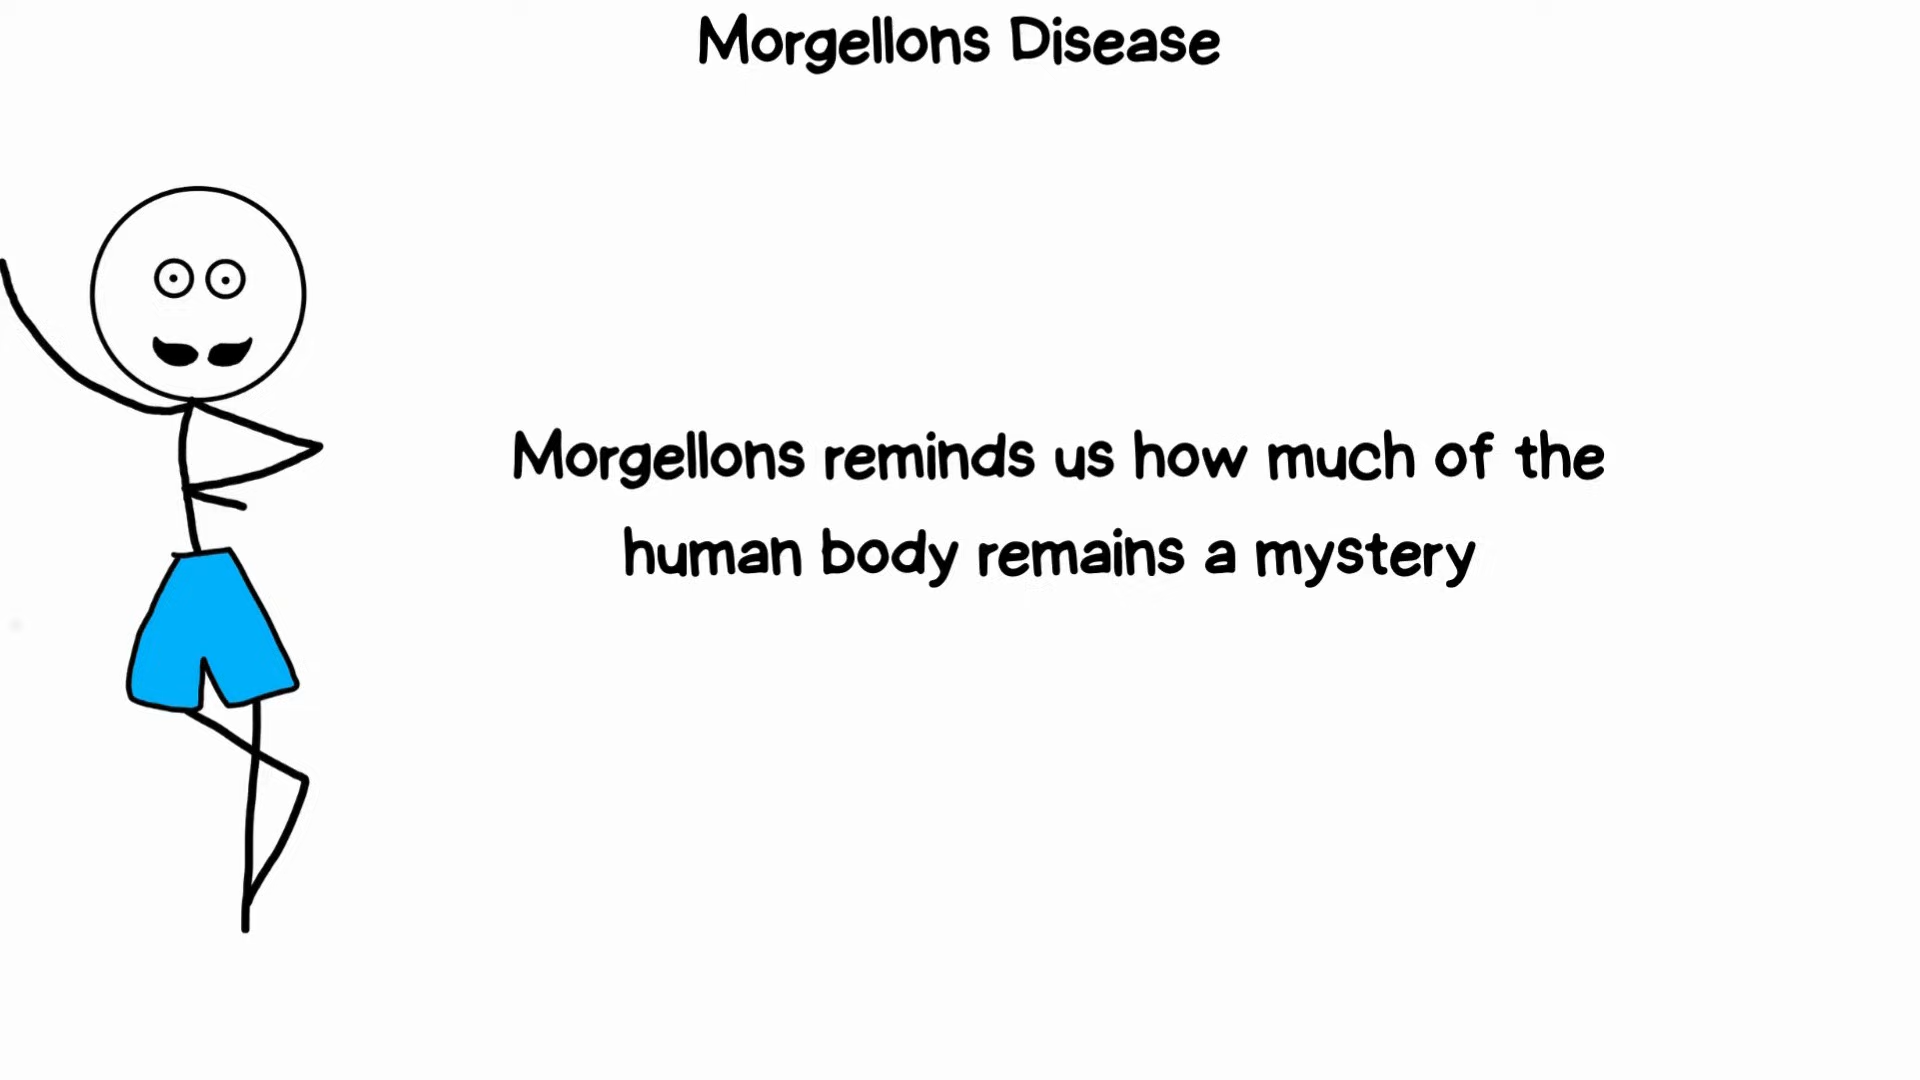 Morgellons Disease
Morgellons reminds us how much of the
human body remains a mystery